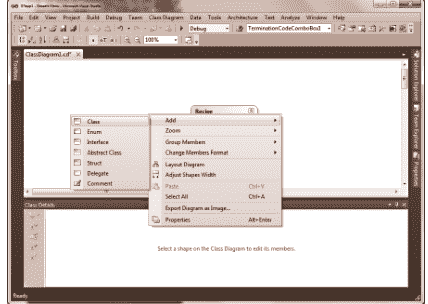 File Edit View Project Build Debug Team Class Diagram Data Tools Architecture Test Analyze Window Help
Debug TerminationCodeComboBox2
100%
ClassDiagram1.cd*
Toolbox
Solution Explorer
Team Explorer
Properties
Recipe
Class
Enum
Interface
Abstract Class
Struct
Delegate
Comment
Add
Zoom
Group Members
Change Members Format
Layout Diagram
Adjust Shapes Width
Paste Ctrl+V
Select All Ctrl+A
Export Diagram as Image...
Properties Alt+Enter
Class Details
Select a shape on the Class Diagram to edit its members.
Ready